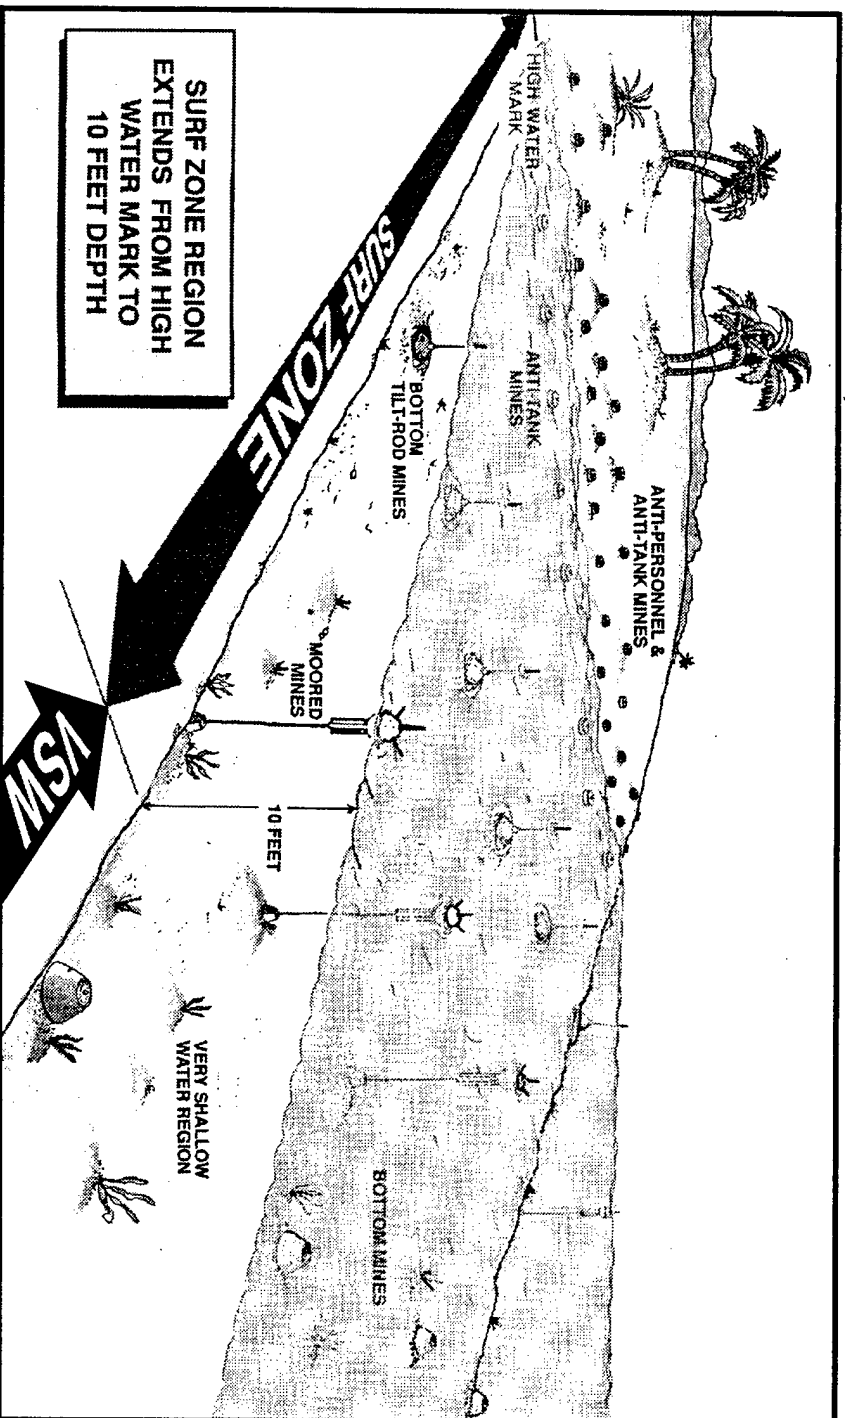 ANTI-PERSONNEL &
ANTI-TANK MINES
HIGH WATER
MARK
ANTI-TANK
MINES
BOTTOM
TILT-ROD MINES
MOORED
MINES
10 FEET
BOTTOM MINES
VERY SHALLOW
WATER REGION
SURF ZONE
VSW
SURF ZONE REGION
EXTENDS FROM HIGH
WATER MARK TO
10 FEET DEPTH